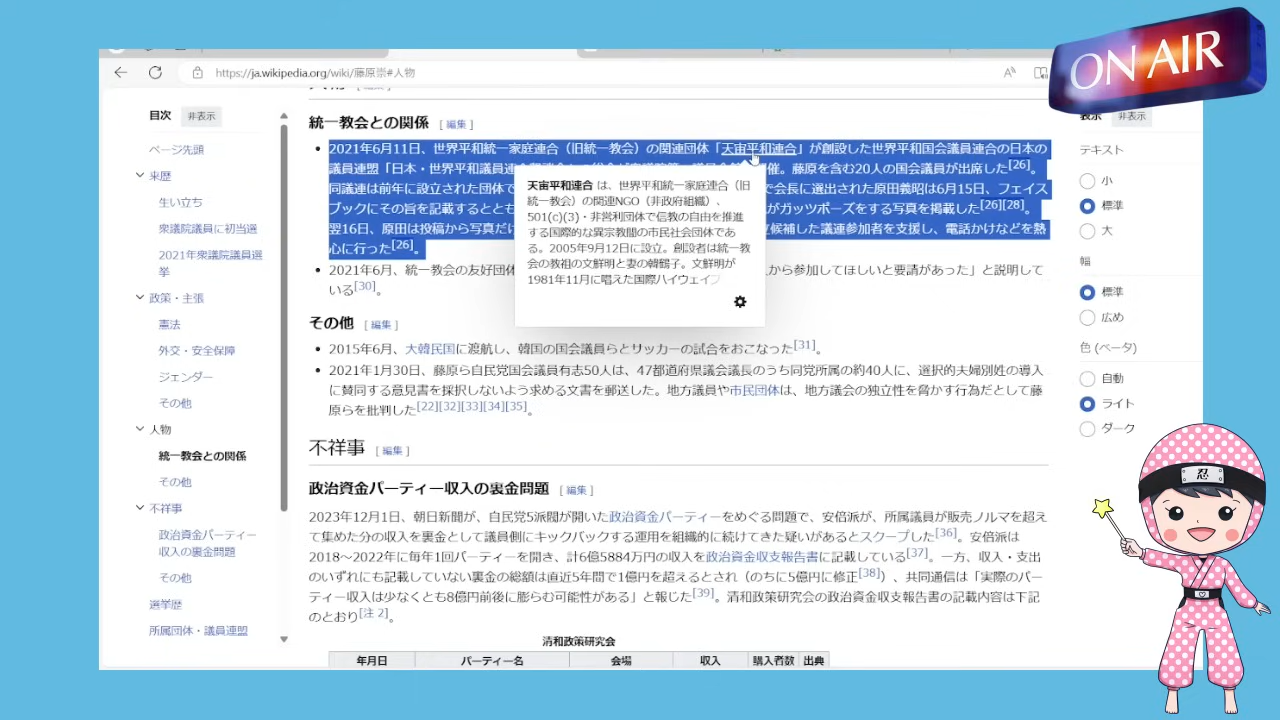 ON AIR
https://ja.wikipedia.org/wiki/藤原崇#人物
目次 非表示
ページ先頭
来歴
生い立ち
衆議院議員に初当選
2021年衆議院議員選
挙
政策・主張
憲法
外交・安全保障
ジェンダー
その他
人物
統一教会との関係
その他
不祥事
政治資金パーティー
収入の裏金問題
その他
選挙歴
所属団体・議員連盟
統一教会との関係 [ 編集 ]
2021年6月11日、世界平和統一家庭連合（旧統一教会）の関連団体「天宙平和連合」が創設した世界平和国会議員連合の日本の
議員連盟「日本・世界平和議員連 催。藤原を含む20人の国会議員が出席した[26]。
同議連は前年に設立された団体で で会長に選出された原田義昭は6月15日、フェイス
ブックにその旨を記載するととも がガッツポーズをする写真を掲載した[26][28]。
翌16日、原田は投稿から写真だけ 候補した議連参加者を支援し、電話かけなどを熱
心に行った[26]。
天宙平和連合 は、世界平和統一家庭連合（旧
統一教会）の関連NGO（非政府組織）、
501(c)(3)・非営利団体で信教の自由を推進
する国際的な異宗教間の市民社会団体であ
る。2005年9月12日に設立。創設者は統一教
会の教祖の文鮮明と妻の韓鶴子。文鮮明が
1981年11月に唱えた国際ハイウェイプ
2021年6月、統一教会の友好団体 人から参加してほしいと要請があった」と説明して
いる[30]。
その他 [ 編集 ]
2015年6月、大韓民国に渡航し、韓国の国会議員らとサッカーの試合をおこなった[31]。
2021年1月30日、藤原ら自民党国会議員有志50人は、47都道府県議会議長のうち同党所属の約40人に、選択的夫婦別姓の導入
に賛同する意見書を採択しないよう求める文書を郵送した。地方議員や市民団体は、地方議会の独立性を脅かす行為だとして藤
原らを批判した[22][32][33][34][35]。
不祥事 [ 編集 ]
政治資金パーティー収入の裏金問題 [ 編集 ]
2023年12月1日、朝日新聞が、自民党5派閥が開いた政治資金パーティーをめぐる問題で、安倍派が、所属議員が販売ノルマを超え
て集めた分の収入を裏金として議員側にキックバックする運用を組織的に続けてきた疑いがあるとスクープした[36]。安倍派は
2018〜2022年に毎年1回パーティーを開き、計6億5884万円の収入を政治資金収支報告書に記載している[37]。一方、収入・支出
のいずれにも記載していない裏金の総額は直近5年間で1億円を超えるとされ（のちに5億円に修正[38]）、共同通信は「実際のパー
ティー収入は少なくとも8億円前後に膨らむ可能性がある」と報じた[39]。清和政策研究会の政治資金収支報告書の記載内容は下記
のとおり[注 2]。
清和政策研究会
年月日 パーティー名 会場 収入 購入者数 出典
表示 非表示
テキスト
小
標準
大
幅
標準
広め
色 (ベータ)
自動
ライト
ダーク
忍